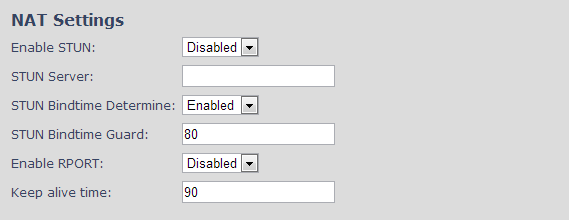 NAT Settings
Enable STUN: Disabled
STUN Server:
STUN Bindtime Determine: Enabled
STUN Bindtime Guard: 80
Enable RPORT: Disabled
Keep alive time: 90